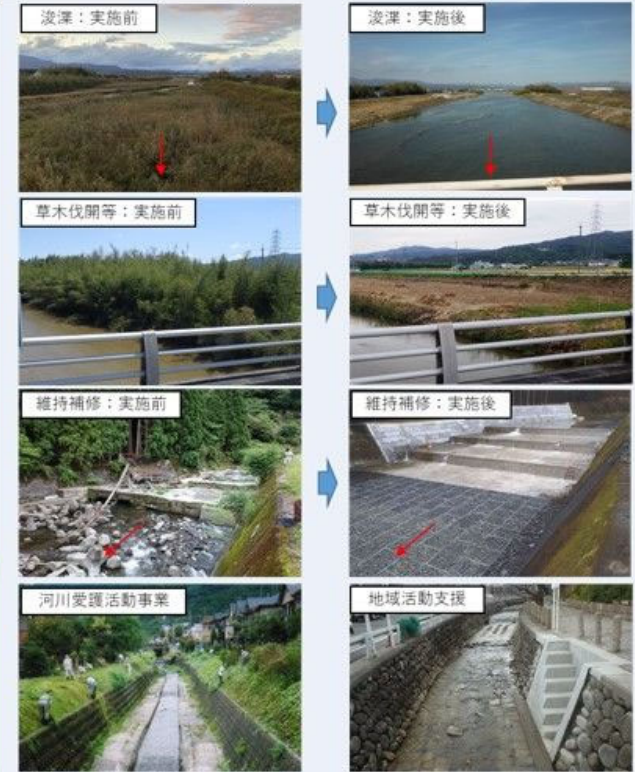 浚渫：実施前
浚渫：実施後
草木伐開等：実施前
草木伐開等：実施後
維持補修：実施前
維持補修：実施後
河川愛護活動事業
地域活動支援